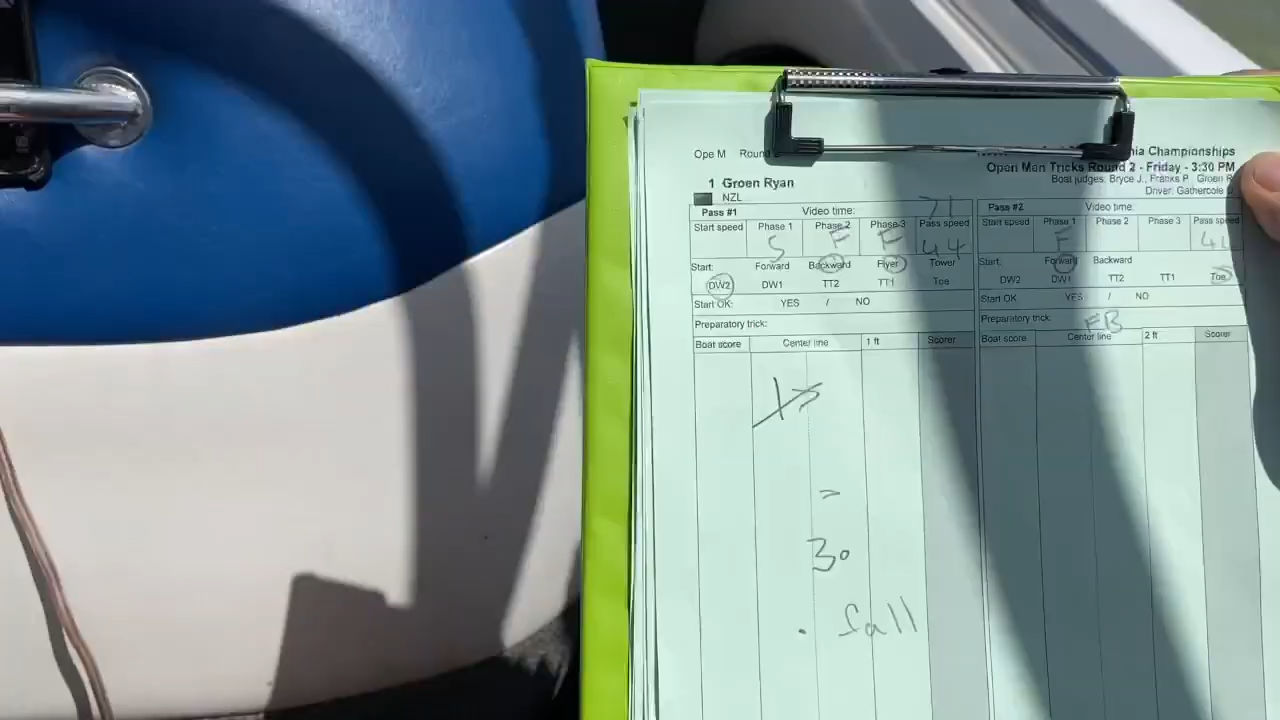 Ope M Round
Championships
Open Men Tricks Round 2 - Friday - 3:30 PM
Boat judges: Bryce J., Franks P Groen R
Driver: Gathercole
1 Groen Ryan
NZL
Pass #1 Video time: 71
Start speed Phase 1 Phase 2 Phase 3 Pass speed
S F F 44
Start: Forward Backward Flyer Tower
DW2 DW1 TT2 TT1 Toe
Start OK: YES / NO
Preparatory trick:
Boat score Center line 1 ft Scorer
30
. fall
Pass #2 Video time:
Start speed Phase 1 Phase 2 Phase 3 Pass speed
F
Start: Forward Backward
DW2 DW1 TT2 TT1 Toe
Start OK YES / NO
Preparatory trick: FB
Boat score Center line 2 ft Scorer